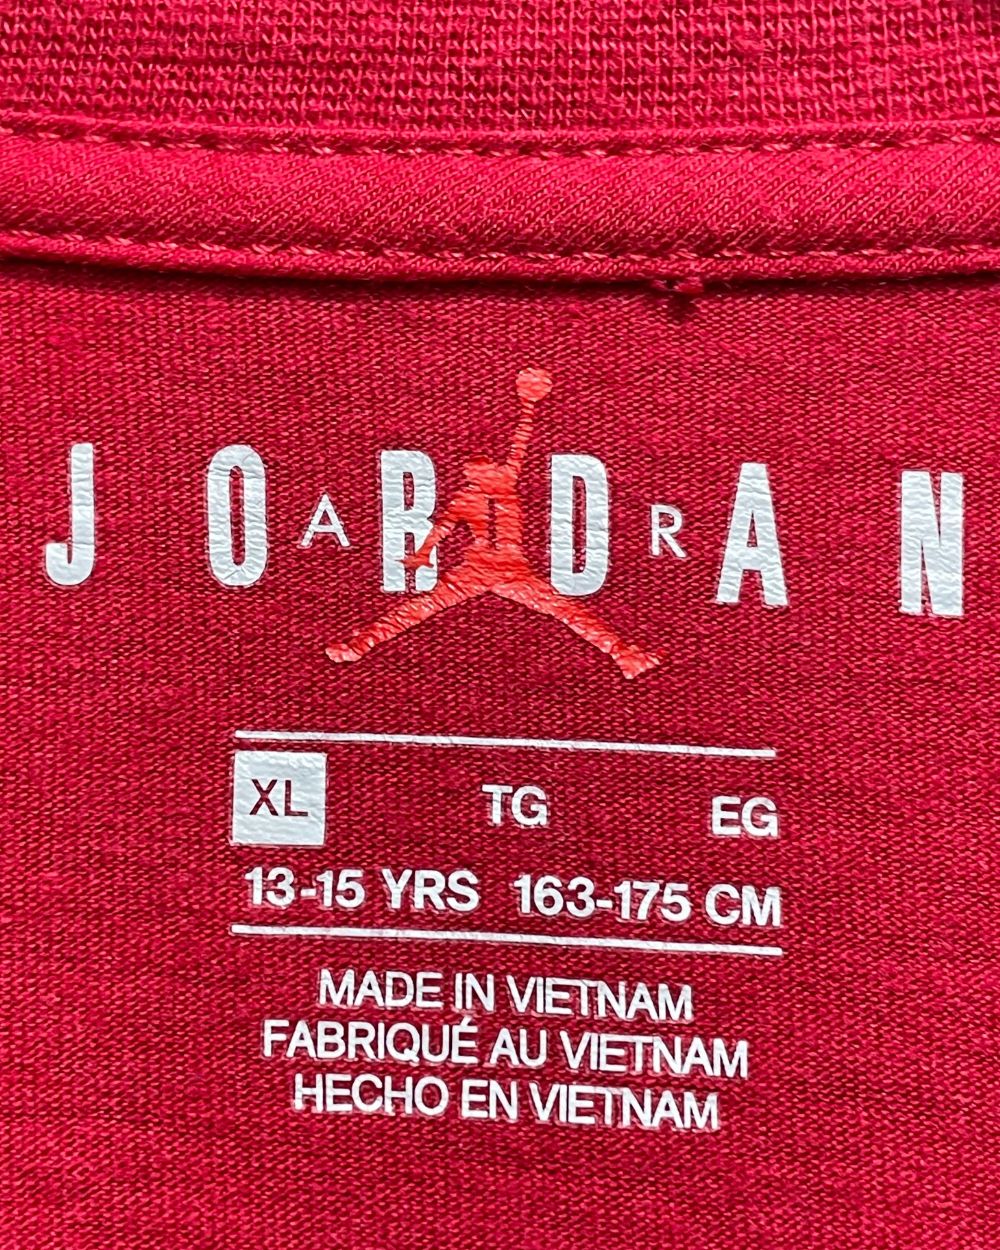 JORDAN
AIR
XL TG EG
13-15 YRS 163-175 CM
MADE IN VIETNAM
FABRIQUÉ AU VIETNAM
HECHO EN VIETNAM